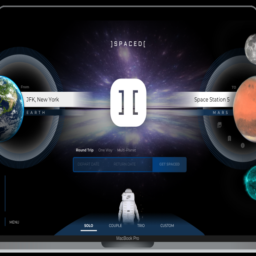 ]SPACED[
JFK, New York
Space Station 5
EARTH
MARS
Round Trip One Way Multi Planet
MENU
SOLO COUPLE TRIO CUSTOM
MacBook Pro